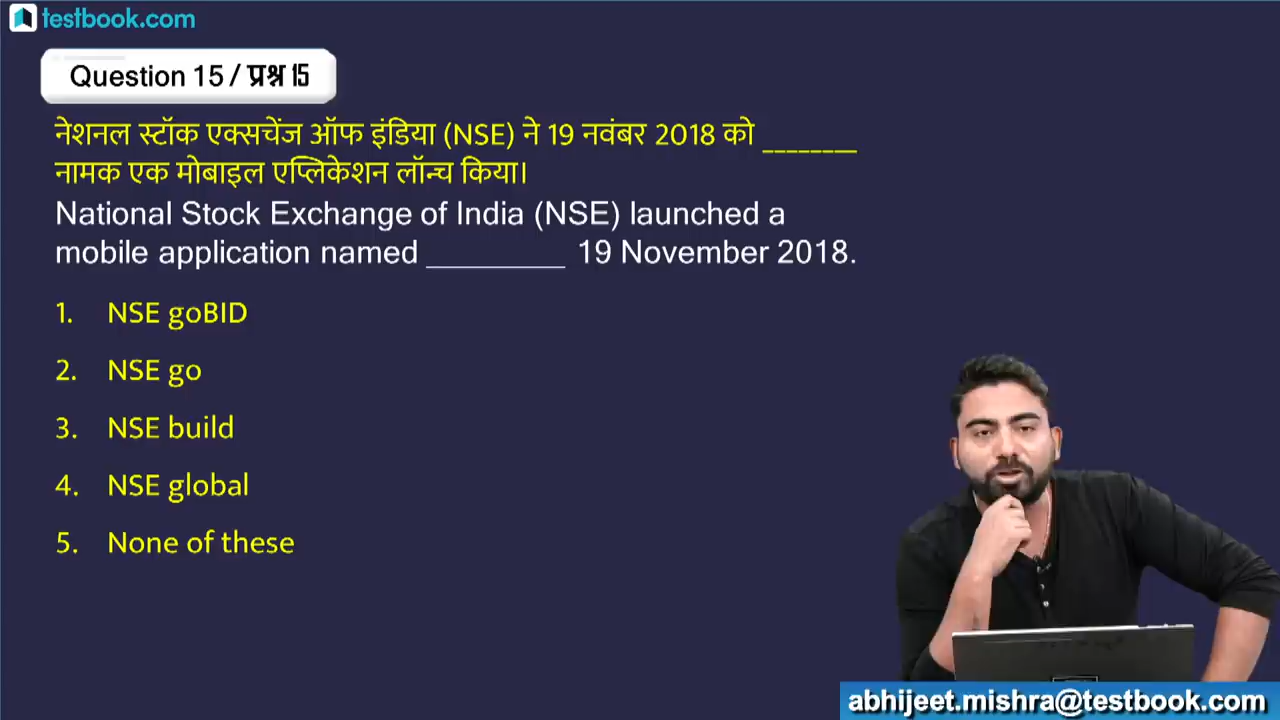 testbook.com
Question 15 / प्रश्न 15
नेशनल स्टॉक एक्सचेंज ऑफ इंडिया (NSE) ने 19 नवंबर 2018 को ________
नामक एक मोबाइल एप्लिकेशन लॉन्च किया।
National Stock Exchange of India (NSE) launched a
mobile application named ________ 19 November 2018.
1. NSE goBID
2. NSE go
3. NSE build
4. NSE global
5. None of these
abhijeet.mishra@testbook.com